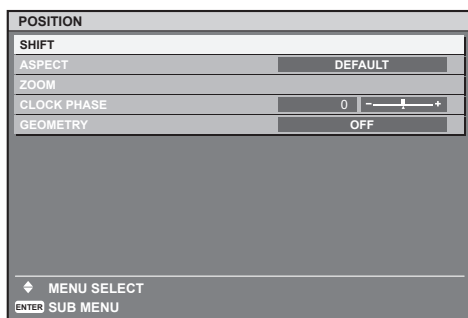 POSITION
SHIFT
ASPECT DEFAULT
ZOOM
CLOCK PHASE 0 - +
GEOMETRY OFF
MENU SELECT
ENTER SUB MENU